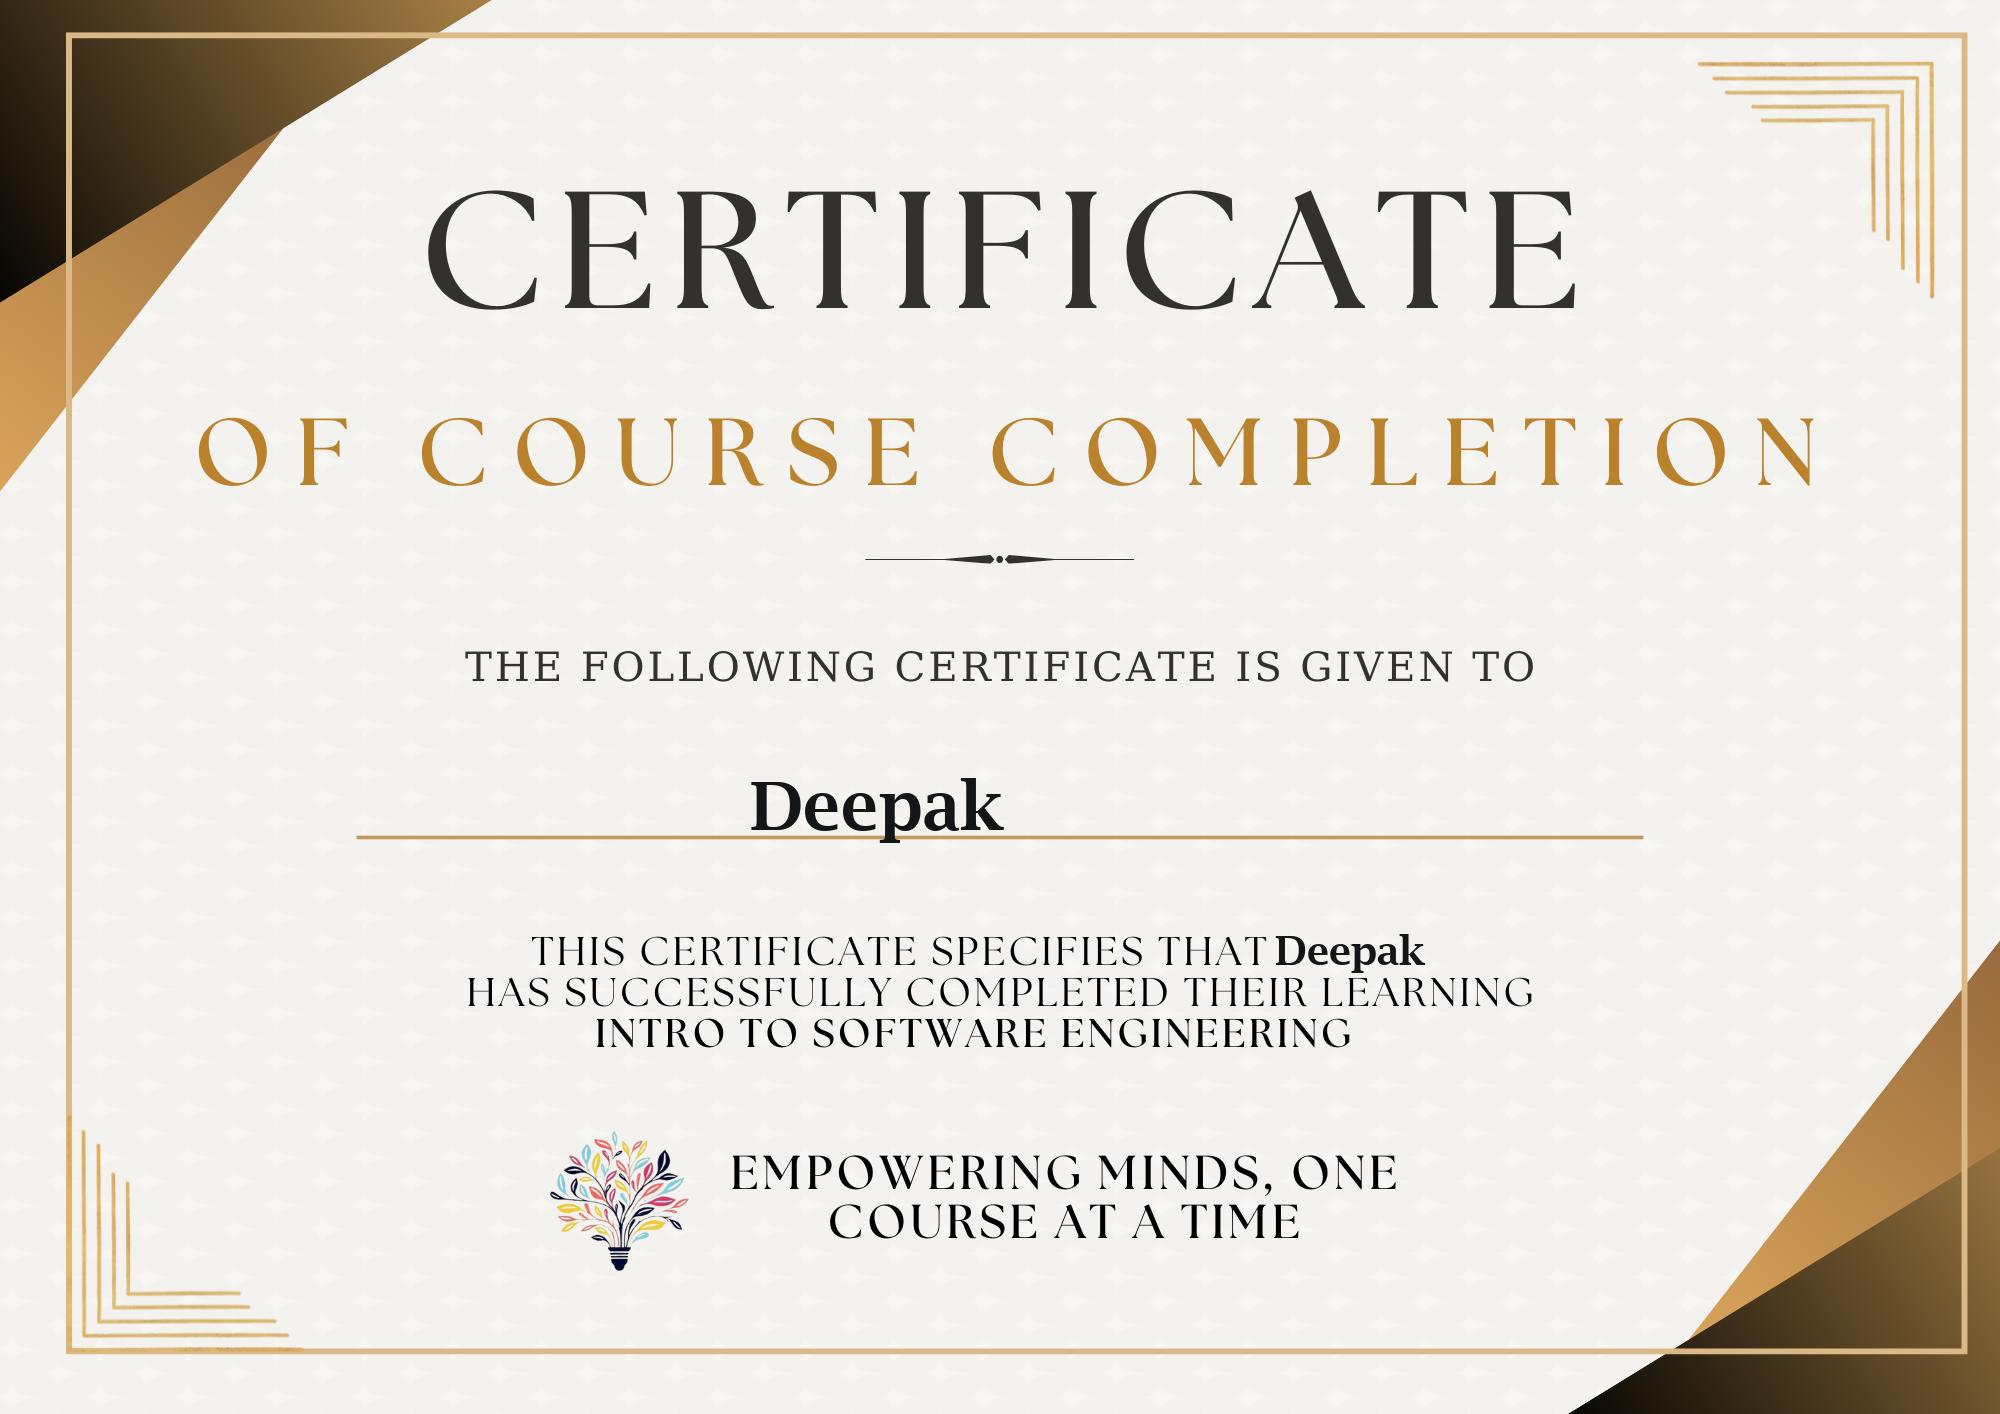 CERTIFICATE
OF COURSE COMPLETION
THE FOLLOWING CERTIFICATE IS GIVEN TO
Deepak
THIS CERTIFICATE SPECIFIES THAT Deepak
HAS SUCCESSFULLY COMPLETED THEIR LEARNING
INTRO TO SOFTWARE ENGINEERING
EMPOWERING MINDS, ONE
COURSE AT A TIME